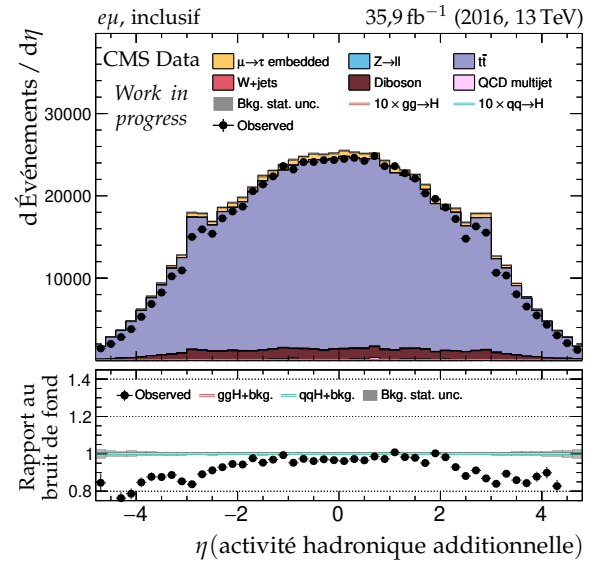 eμ, inclusif 35,9 fb⁻¹ (2016, 13 TeV)
CMS Data
Work in
progress
μ→τ embedded Z→ll tt̄
W+jets Diboson QCD multijet
Bkg. stat. unc. 10 × gg→H 10 × qq→H
Observed
d Événements / dη
30000
20000
10000
Observed ggH+bkg. qqH+bkg. Bkg. stat. unc.
Rapport au
bruit de fond
1.4
1.2
1
0.8
−4 −2 0 2 4
η(activité hadronique additionnelle)